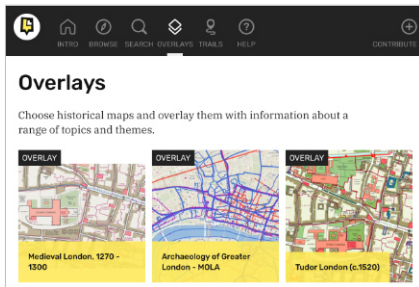 INTRO BROWSE SEARCH OVERLAYS TRAILS HELP CONTRIBUTE
Overlays
Choose historical maps and overlay them with information about a
range of topics and themes.
OVERLAY
Medieval London, 1270 -
1300
OVERLAY
Archaeology of Greater
London - MOLA
OVERLAY
Tudor London (c.1520)